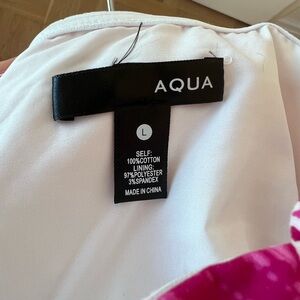 AQUA
L
SELF:
100%COTTON
LINING:
97%POLYESTER
3%SPANDEX
MADE IN CHINA